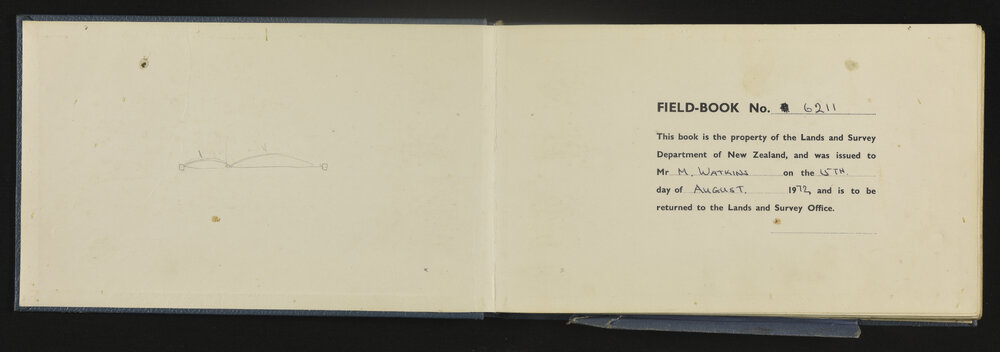 FIELD-BOOK No. 6211
This book is the property of the Lands and Survey
Department of New Zealand, and was issued to
Mr M. WATKINS on the 15TH
day of AUGUST. 1972, and is to be
returned to the Lands and Survey Office.